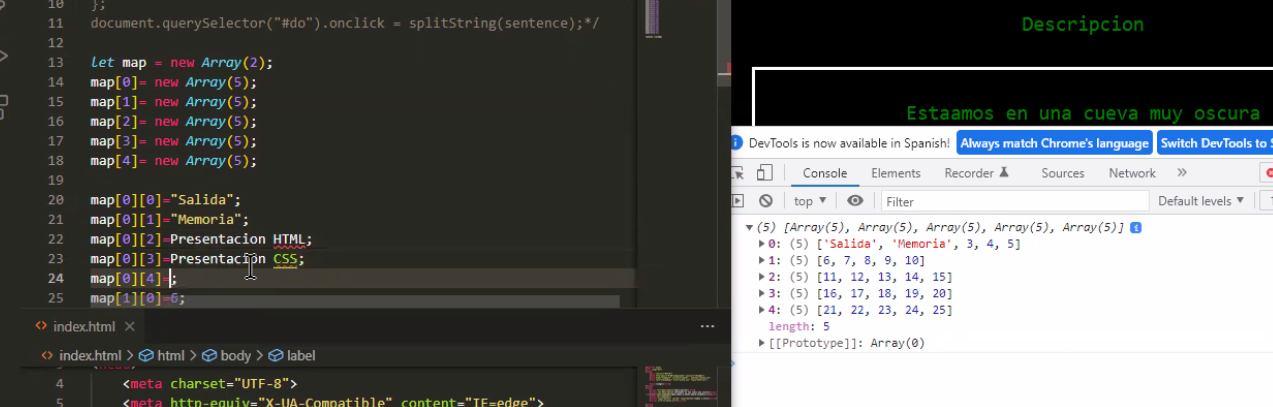 10 };
11 document.querySelector("#do").onclick = splitString(sentence);*/
12
13 let map = new Array(2);
14 map[0]= new Array(5);
15 map[1]= new Array(5);
16 map[2]= new Array(5);
17 map[3]= new Array(5);
18 map[4]= new Array(5);
19
20 map[0][0]="Salida";
21 map[0][1]="Memoria";
22 map[0][2]=Presentacion HTML;
23 map[0][3]=Presentacion CSS;
24 map[0][4]=;
25 map[1][0]=6;
index.html
index.html > html > body > label
4 <meta charset="UTF-8">
5 <meta http-equiv="X-UA-Compatible" content="IE=edge">
Descripcion
Estaamos en una cueva muy oscura
DevTools is now available in Spanish! Always match Chrome's language Switch DevTools to
Console Elements Recorder Network Sources
top Filter Default levels
(5) [Array(5), Array(5), Array(5), Array(5), Array(5)]
0: (5) ['Salida', 'Memoria', 3, 4, 5]
1: (5) [6, 7, 8, 9, 10]
2: (5) [11, 12, 13, 14, 15]
3: (5) [16, 17, 18, 19, 20]
4: (5) [21, 22, 23, 24, 25]
length: 5
[[Prototype]]: Array(0)